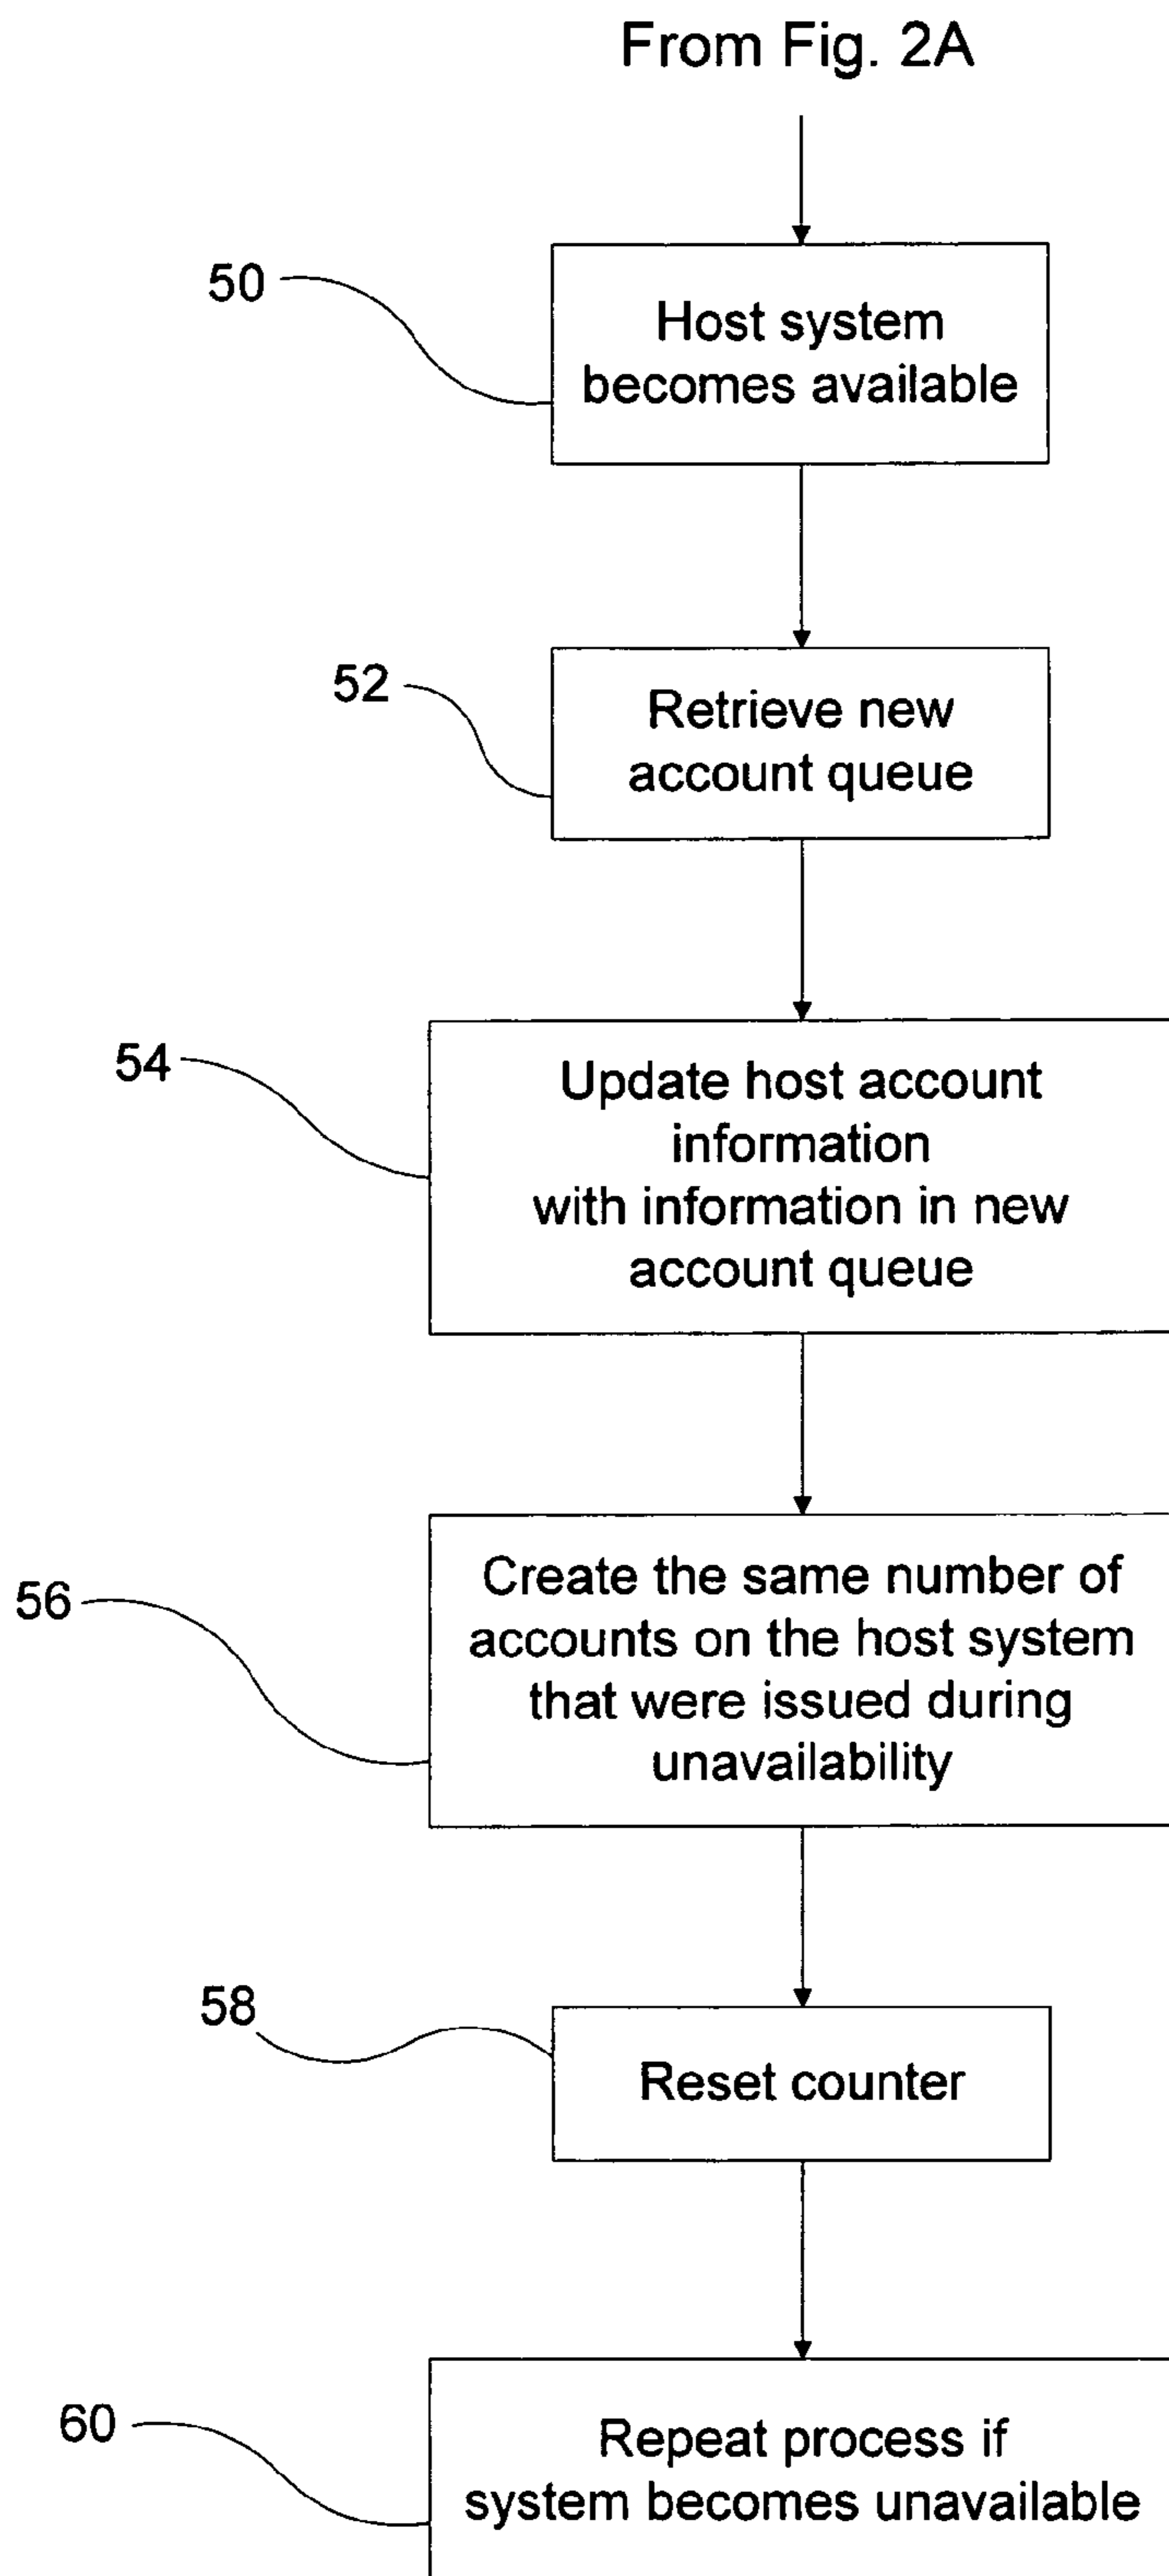 From Fig. 2A
50
Host system
becomes available
52
Retrieve new
account queue
54
Update host account
information
with information in new
account queue
56
Create the same number of
accounts on the host system
that were issued during
unavailability
58
Reset counter
60
Repeat process if
system becomes unavailable